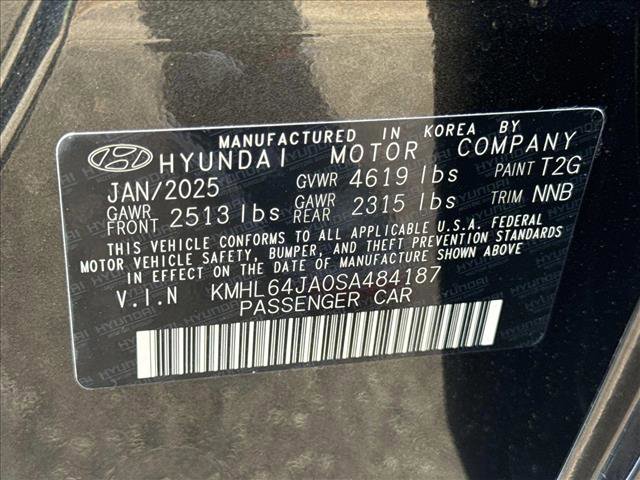 MANUFACTURED IN KOREA BY
HYUNDAI MOTOR COMPANY
JAN/2025 GVWR 4619 lbs PAINT T2G
GAWR FRONT 2513 lbs GAWR REAR 2315 lbs TRIM NNB
THIS VEHICLE CONFORMS TO ALL APPLICABLE U.S.A. FEDERAL
MOTOR VEHICLE SAFETY, BUMPER, AND THEFT PREVENTION STANDARDS
IN EFFECT ON THE DATE OF MANUFACTURE SHOWN ABOVE
V.I.N KMHL64JA0SA484187
PASSENGER CAR